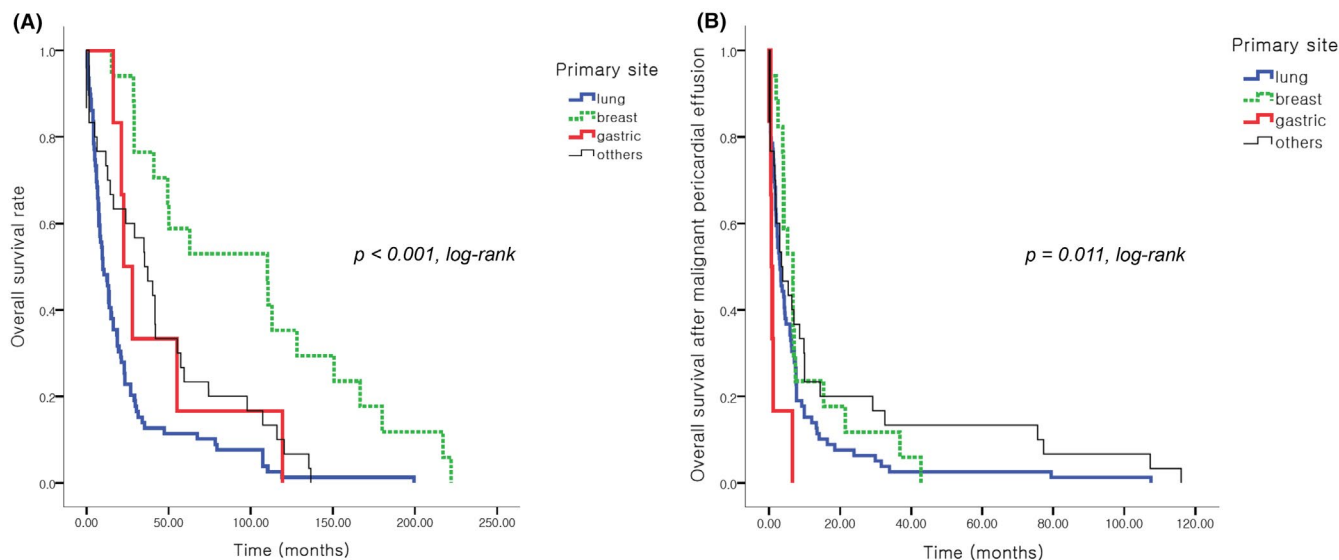 (A)
Overall survival rate
1.0
0.8
0.6
0.4
0.2
0.0
0.00
50.00
100.00
150.00
200.00
250.00
Time (months)
Primary site
lung
breast
gastric
otthers
p < 0.001, log-rank
(B)
Overall survival after malignant pericardial effusion
1.0
0.8
0.6
0.4
0.2
0.0
0.00
20.00
40.00
60.00
80.00
100.00
120.00
Time (months)
Primary site
lung
breast
gastric
others
p = 0.011, log-rank